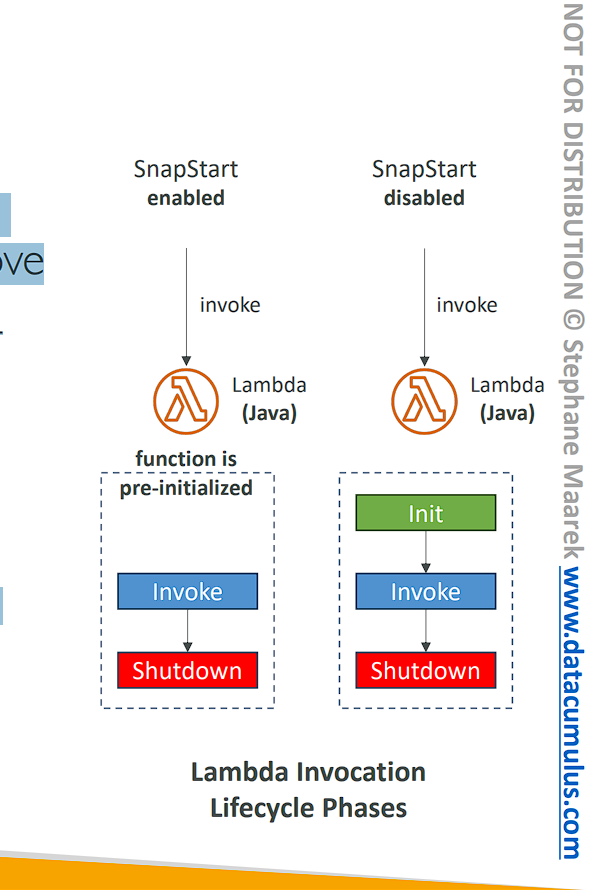 ove
SnapStart
enabled
invoke
Lambda
(Java)
function is
pre-initialized
Invoke
Shutdown
SnapStart
disabled
invoke
Lambda
(Java)
Init
Invoke
Shutdown
Lambda Invocation
Lifecycle Phases
NOT FOR DISTRIBUTION © Stephane Maarek www.datacumulus.com